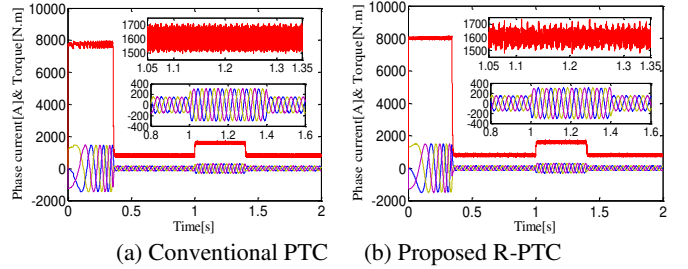 Phase current[A]& Torque[N.m]
10000
8000
6000
4000
2000
0
-2000
1700
1600
1500
1.05 1.1 1.2 1.3 1.35
400
200
0
-200
-400
0.8 1 1.2 1.4 1.6
0 0.5 1 1.5 2
Time[s]
(a) Conventional PTC
Phase current[A]& Torque[N.m]
10000
8000
6000
4000
2000
0
-2000
1700
1600
1500
1.05 1.1 1.2 1.3 1.35
400
200
0
-200
-400
0.8 1 1.2 1.4 1.6
0 0.5 1 1.5 2
Time[s]
(b) Proposed R-PTC